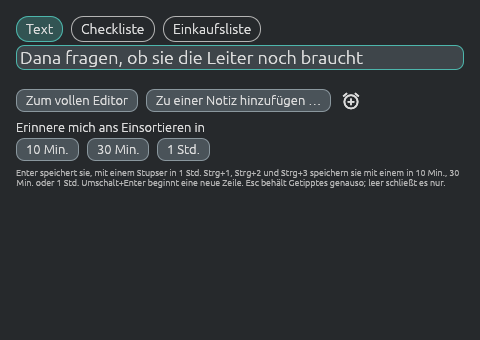 Text Checkliste Einkaufsliste
Dana fragen, ob sie die Leiter noch braucht
Zum vollen Editor Zu einer Notiz hinzufügen …
Erinnere mich ans Einsortieren in
10 Min. 30 Min. 1 Std.
Enter speichert sie, mit einem Stupser in 1 Std. Strg+1, Strg+2 und Strg+3 speichern sie mit einem in 10 Min., 30
Min. oder 1 Std. Umschalt+Enter beginnt eine neue Zeile. Esc behält Getipptes genauso; leer schließt es nur.